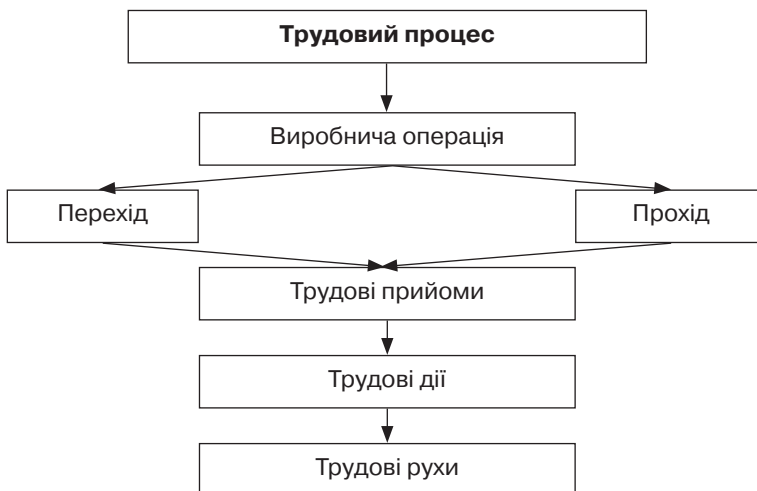 Трудовий процес
Виробнича операція
Перехід
Прохід
Трудові прийоми
Трудові дії
Трудові рухи